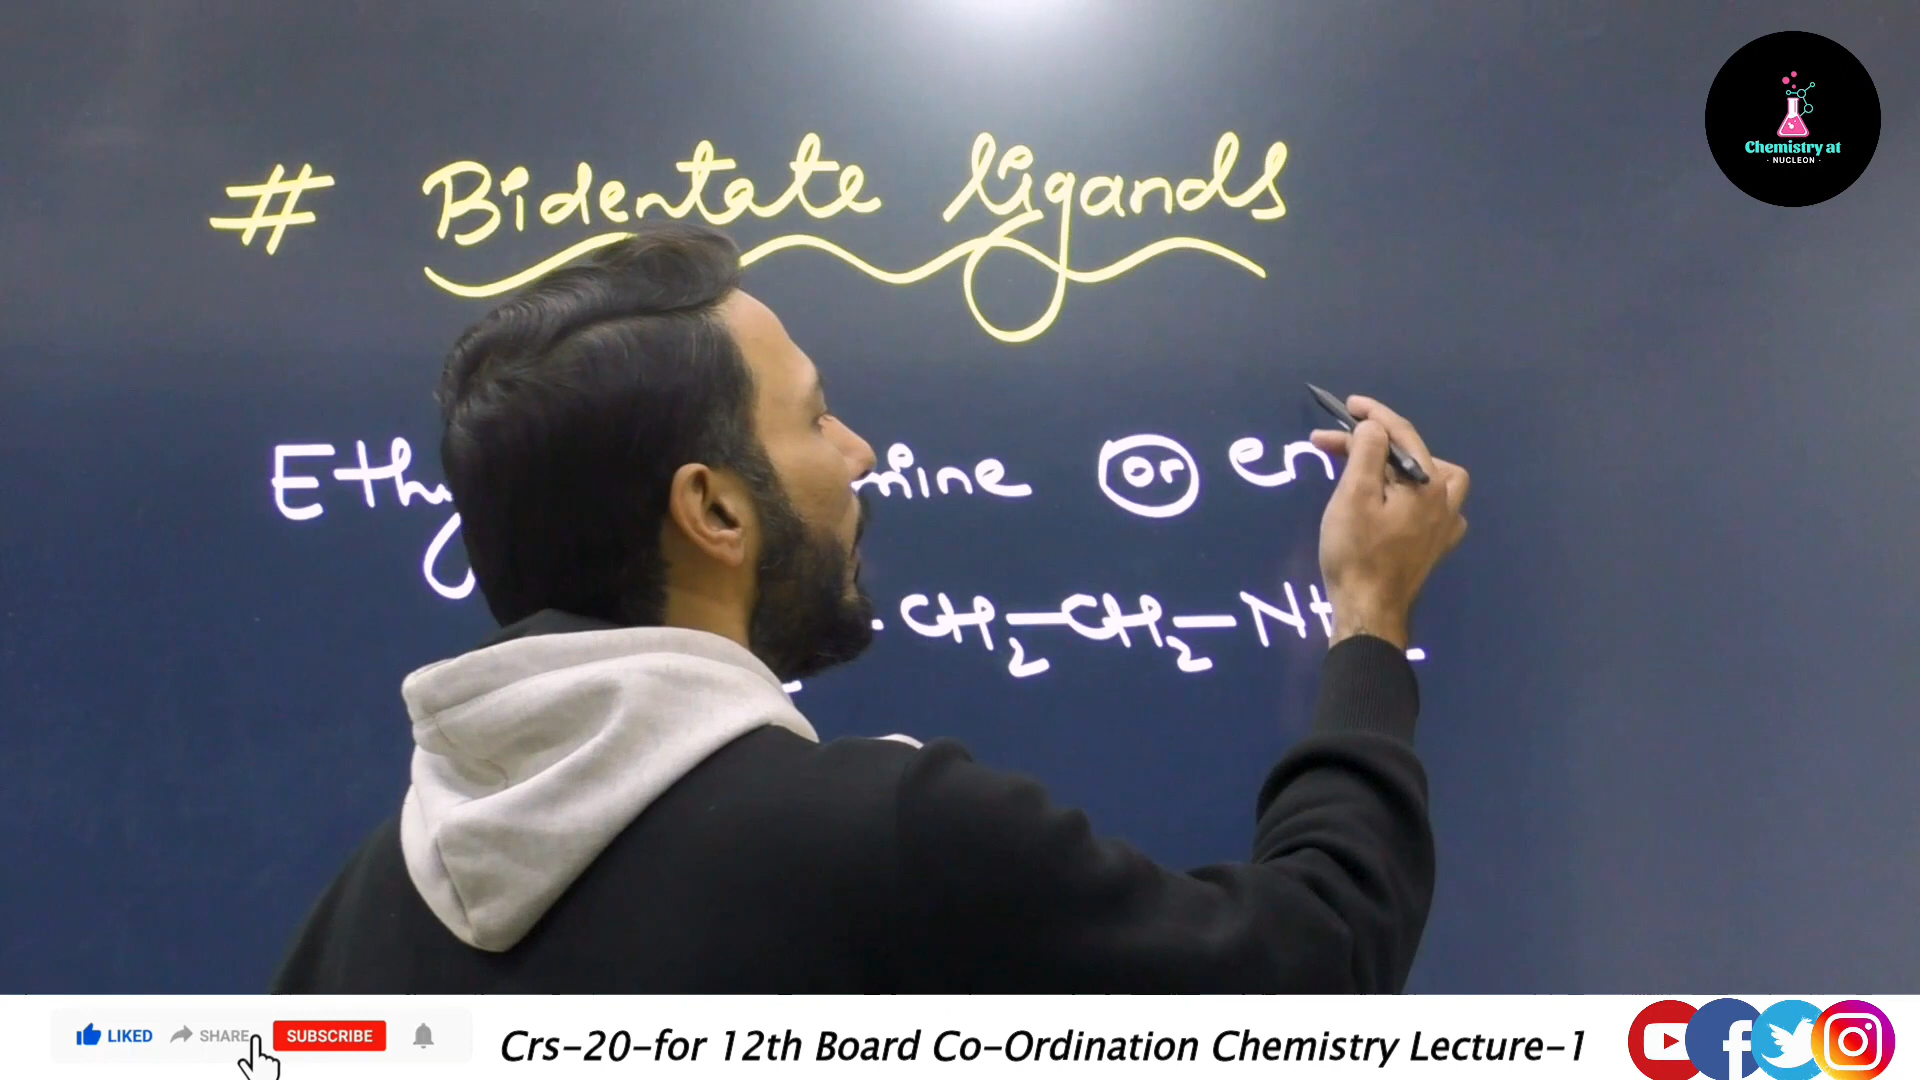 Chemistry at
· NUCLEON ·
# Bidentate ligands
Ethy mine or en
· CH2–CH2–NH
LIKED SHARE SUBSCRIBE
Crs–20–for 12th Board Co–Ordination Chemistry Lecture–1